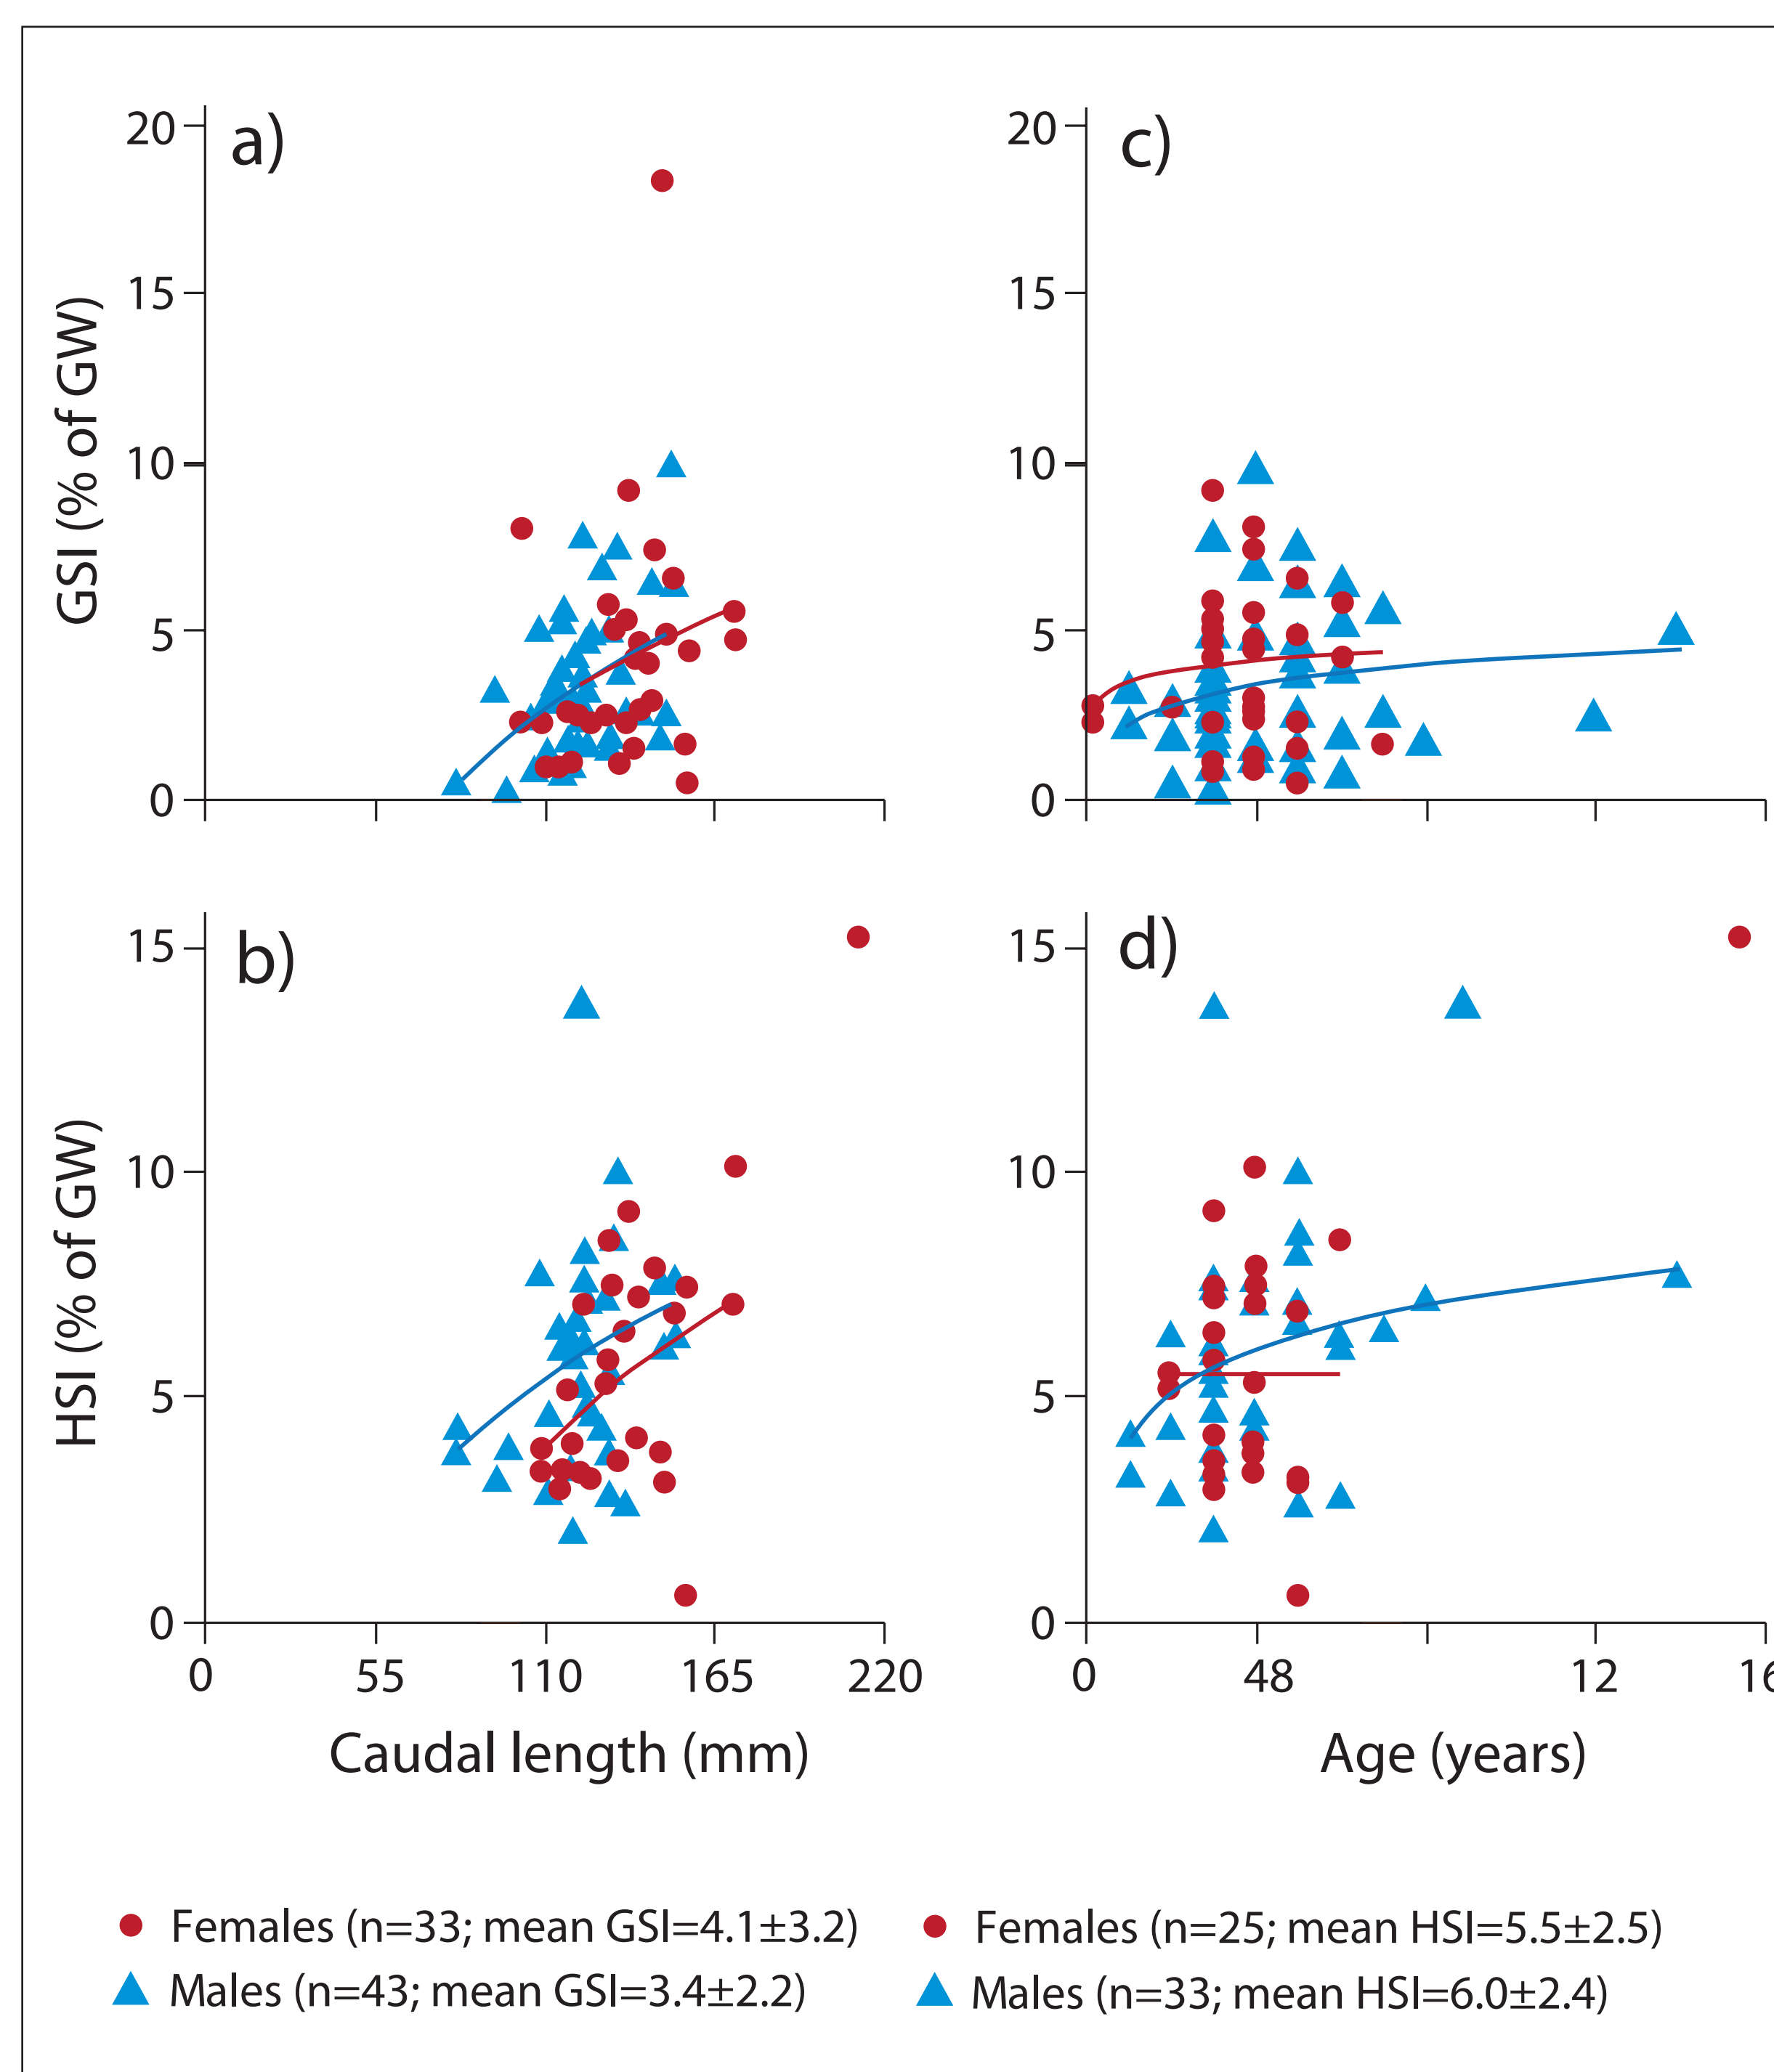 a)
c)
20
15
10
5
0
GSI (% of GW)
20
15
10
5
0
b)
d)
15
10
5
0
HSI (% of GW)
15
10
5
0
0 55 110 165 220
0 48 12
Caudal length (mm)
Age (years)
Females (n=33; mean GSI=4.1±3.2)
Females (n=25; mean HSI=5.5±2.5)
Males (n=43; mean GSI=3.4±2.2)
Males (n=33; mean HSI=6.0±2.4)